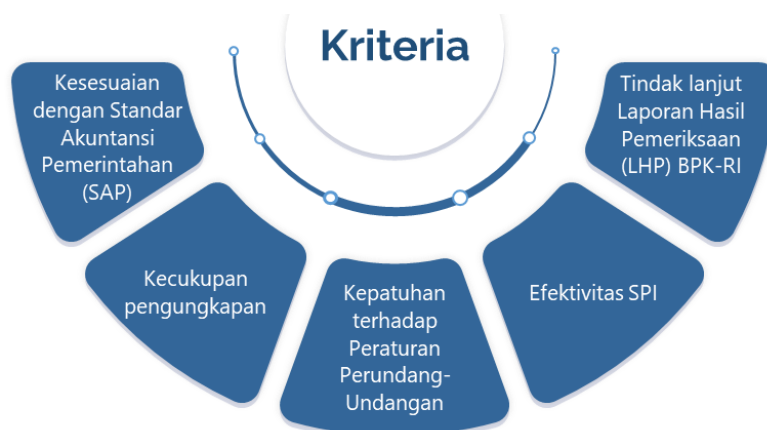 Kriteria
Kesesuaian
dengan Standar
Akuntansi
Pemerintahan
(SAP)
Kecukupan
pengungkapan
Kepatuhan
terhadap
Peraturan
Perundang-
Undangan
Efektivitas SPI
Tindak lanjut
Laporan Hasil
Pemeriksaan
(LHP) BPK-RI